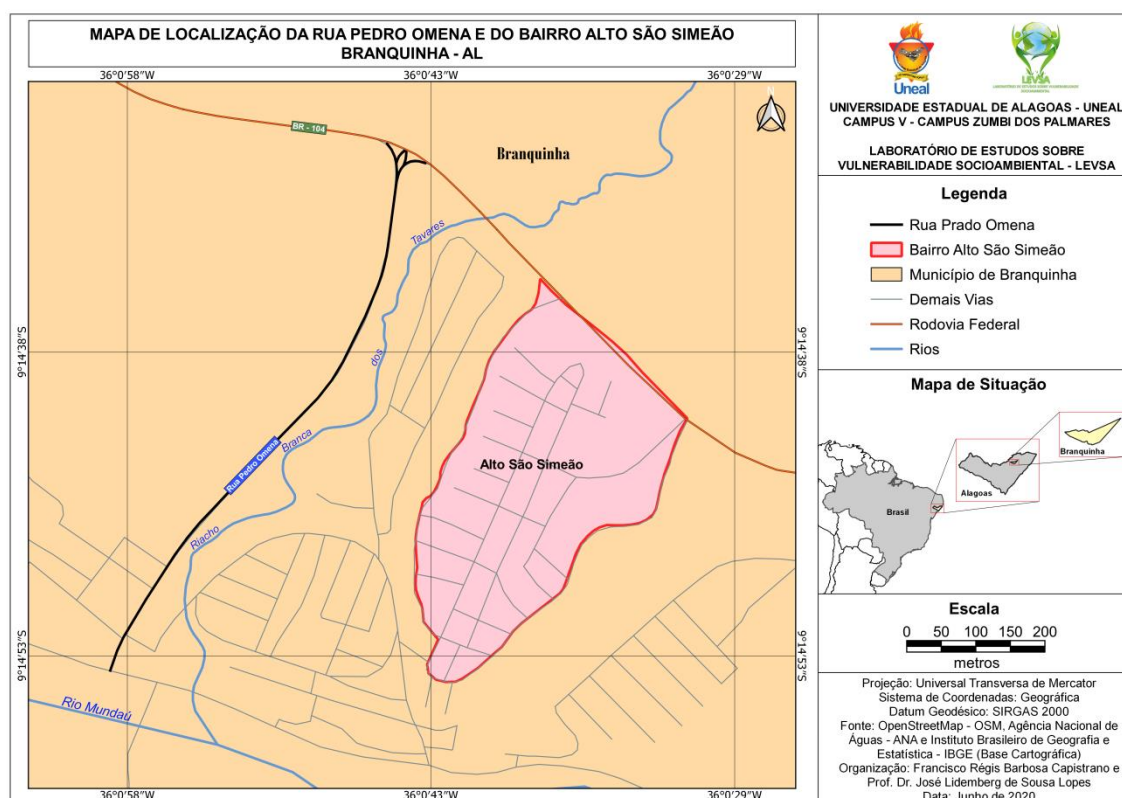 MAPA DE LOCALIZAÇÃO DA RUA PEDRO OMENA E DO BAIRRO ALTO SÃO SIMEÃO
BRANQUINHA - AL
36°0'58"W
36°0'43"W
36°0'29"W
N
BR - 104
Branquinha
Tavares
dos
Branca
Riacho
Rua Pedro Omena
Alto São Simeão
Rio Mundaú
9°14'38"S
9°14'38"S
9°14'53"S
9°14'53"S
36°0'58"W
36°0'43"W
36°0'29"W
Uneal
LEVSA
LABORATÓRIO DE ESTUDOS SOBRE VULNERABILIDADE
SOCIOAMBIENTAL
UNIVERSIDADE ESTADUAL DE ALAGOAS - UNEAL
CAMPUS V - CAMPUS ZUMBI DOS PALMARES
LABORATÓRIO DE ESTUDOS SOBRE
VULNERABILIDADE SOCIOAMBIENTAL - LEVSA
Legenda
Rua Prado Omena
Bairro Alto São Simeão
Município de Branquinha
Demais Vias
Rodovia Federal
Rios
Mapa de Situação
Branquinha
Alagoas
Brasil
Escala
0 50 100 150 200
metros
Projeção: Universal Transversa de Mercator
Sistema de Coordenadas: Geográfica
Datum Geodésico: SIRGAS 2000
Fonte: OpenStreetMap - OSM, Agência Nacional de
Águas - ANA e Instituto Brasileiro de Geografia e
Estatística - IBGE (Base Cartográfica)
Organização: Francisco Régis Barbosa Capistrano e
Prof. Dr. José Lidemberg de Sousa Lopes
Data: Junho de 2020